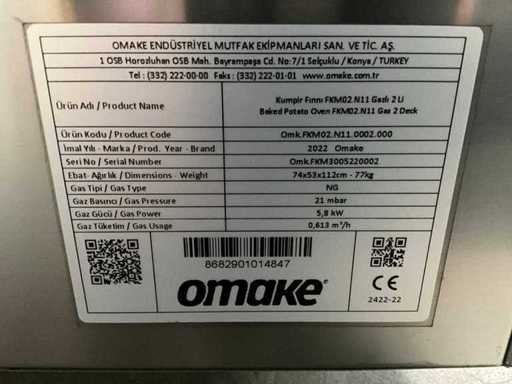 OMAKE ENDÜSTRİYEL MUTFAK EKİPMANLARI SAN. VE TİC. AŞ.
1 OSB Horozluhan OSB Mah. Bayrampaşa Cd. No:7/1 Selçuklu / Konya / TURKEY
Tel : (332) 222-00-00 Faks : (332) 222-01-01 www.omake.com.tr
Ürün Adı / Product Name Kumpir Fırını FKM02.N11 Gazlı 2 Li
Baked Potato Oven FKM02.N11 Gas 2 Deck
Ürün Kodu / Product Code Omk.FKM02.N11.0002.000
İmal Yılı - Marka / Prod. Year - Brand 2022 Omake
Seri No / Serial Number Omk.FKM3005220002
Ebat- Ağırlık / Dimensions - Weight 74x53x112cm - 77kg
Gas Tipi / Gas Type NG
Gaz Basıncı / Gas Pressure 21 mbar
Gaz Gücü / Gas Power 5,8 kW
Gaz Tüketim / Gas Usage 0,613 m³/h
8682901014847
omake®
CE
2422-22